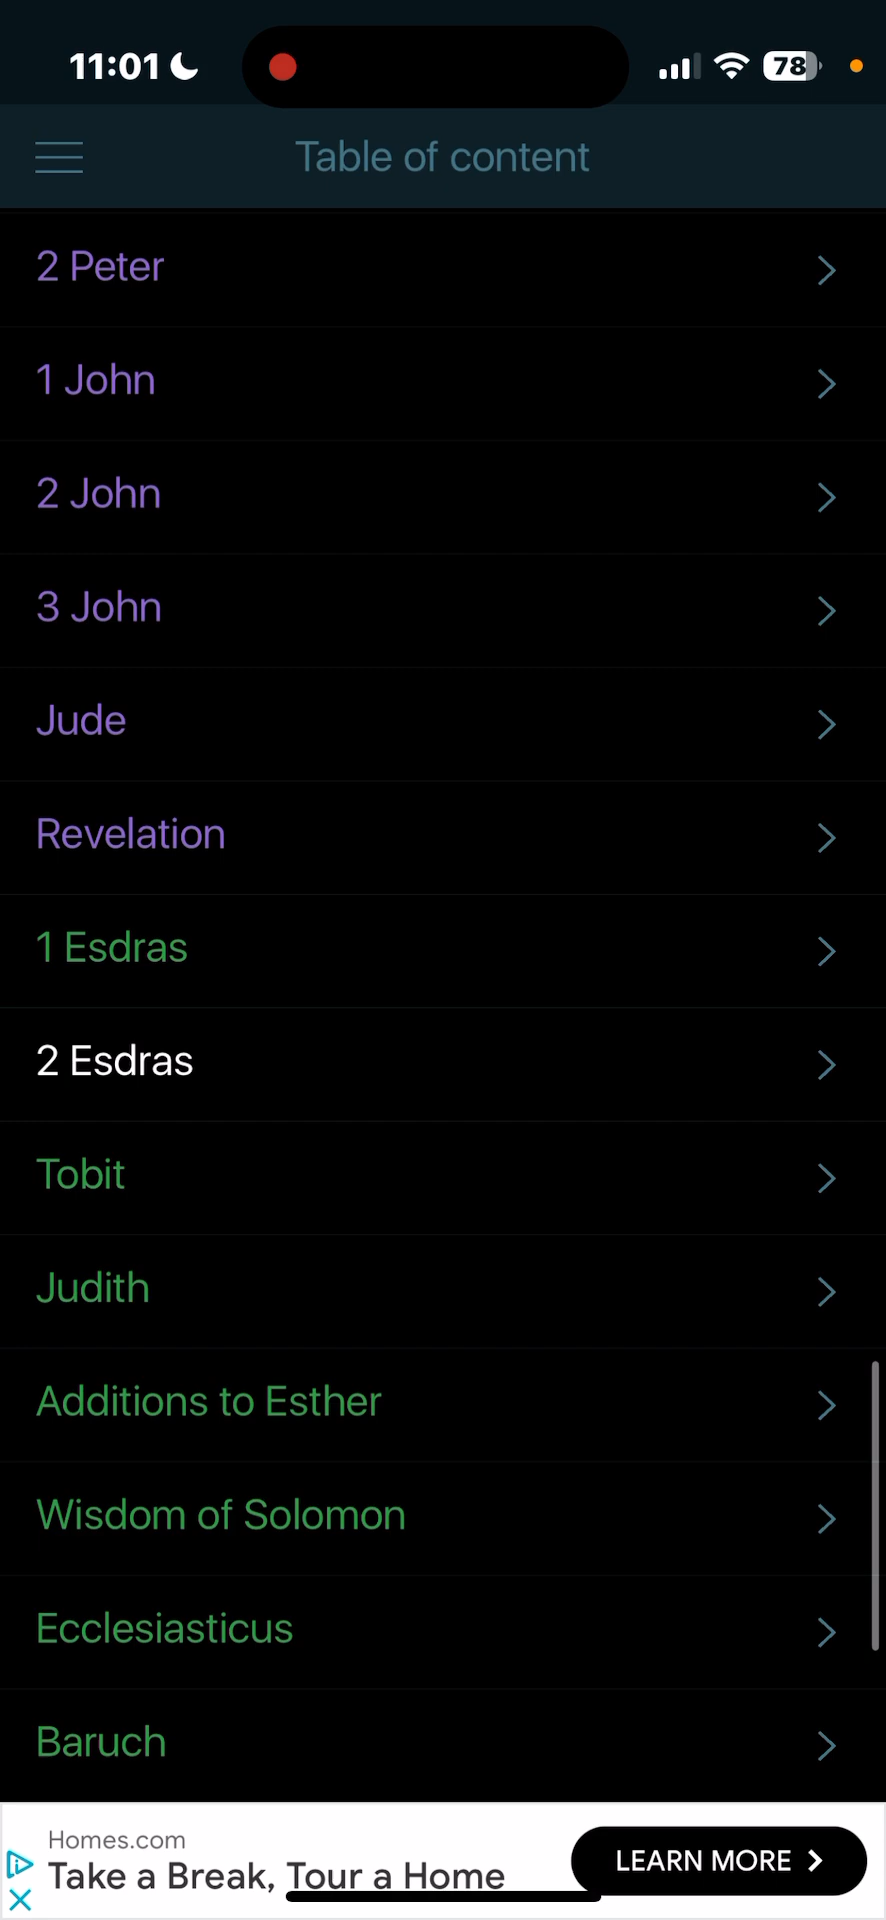 11:01
78
Table of content
2 Peter
1 John
2 John
3 John
Jude
Revelation
1 Esdras
2 Esdras
Tobit
Judith
Additions to Esther
Wisdom of Solomon
Ecclesiasticus
Baruch
Homes.com
Take a Break, Tour a Home
LEARN MORE